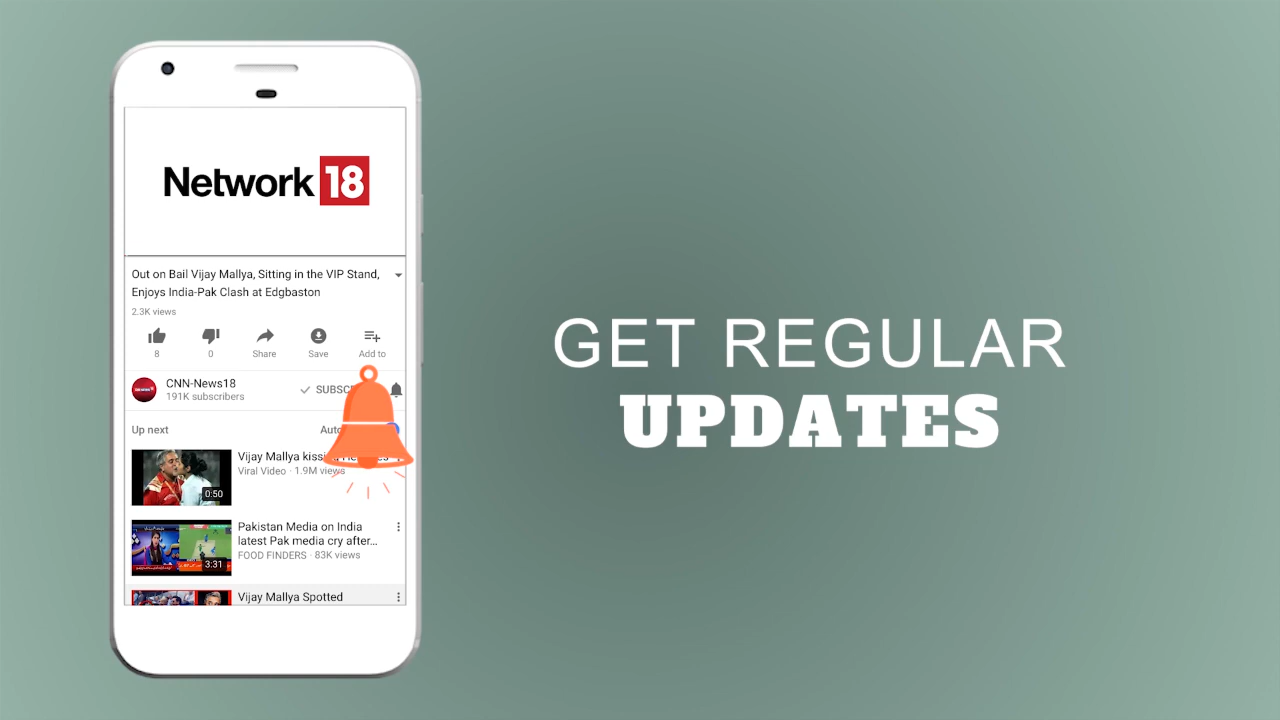 Network 18
Out on Bail Vijay Mallya, Sitting in the VIP Stand,
Enjoys India-Pak Clash at Edgbaston
2.3K views
8
0
Share
Save
Add to
CNN-News18
191K subscribers
Up next
Vijay Mallya
Viral Video · 1.9M views
0:50
Pakistan Media on India
latest Pak media cry after...
FOOD FINDERS · 83K views
3:31
Vijay Mallya Spotted
GET REGULAR
UPDATES